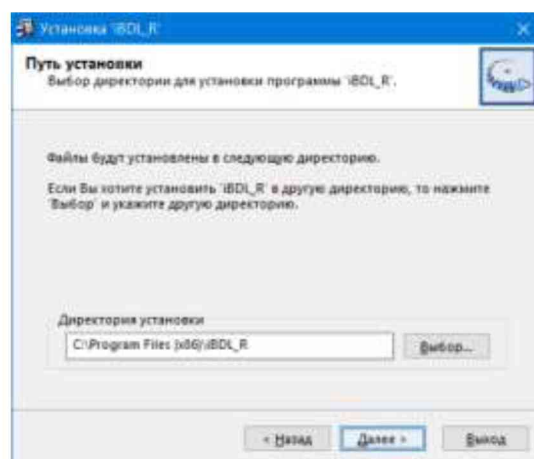 Установка 'iBDL_R'
Путь установки
Выбор директории для установки программы 'iBDL_R'.
Файлы будут установлены в следующую директорию.
Если Вы хотите установить 'iBDL_R' в другую директорию, то нажмите
'Выбор' и укажите другую директорию.
Директория установки
C:\Program Files (x86)\iBDL_R
Выбор...
< Назад
Далее >
Выход